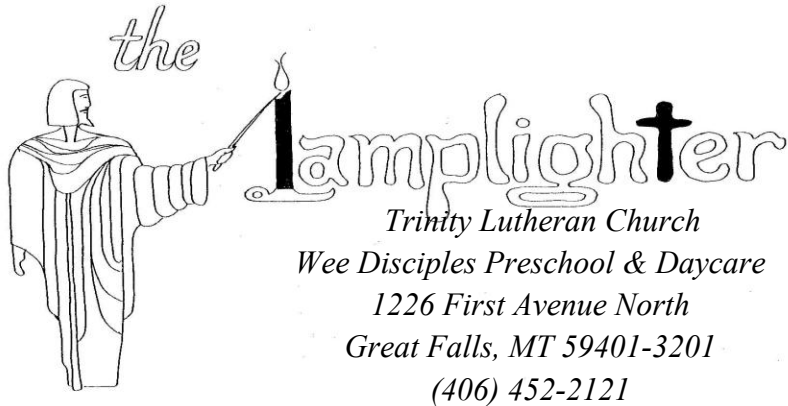 the
Lamplighter
Trinity Lutheran Church
Wee Disciples Preschool & Daycare
1226 First Avenue North
Great Falls, MT 59401-3201
(406) 452-2121